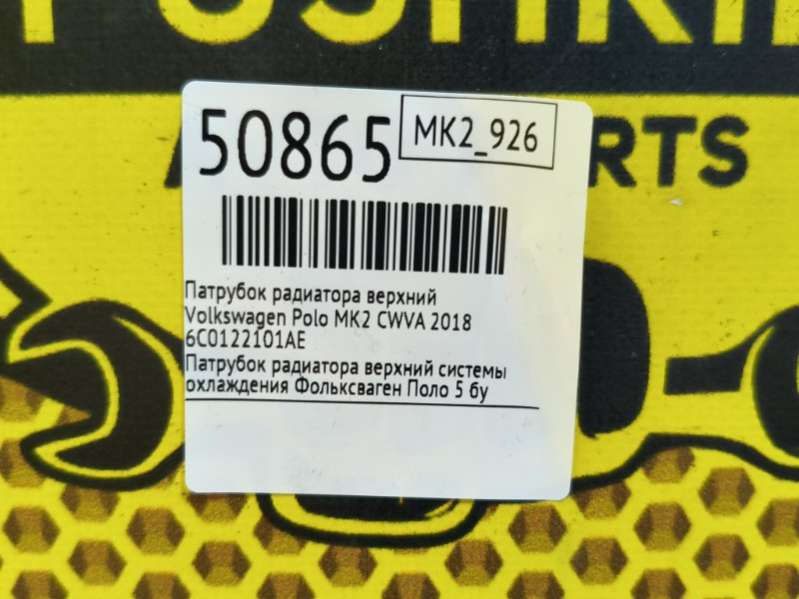 50865
MK2_926
Патрубок радиатора верхний
Volkswagen Polo MK2 CWVA 2018
6C0122101AE
Патрубок радиатора верхний системы
охлаждения Фольксваген Поло 5 бу